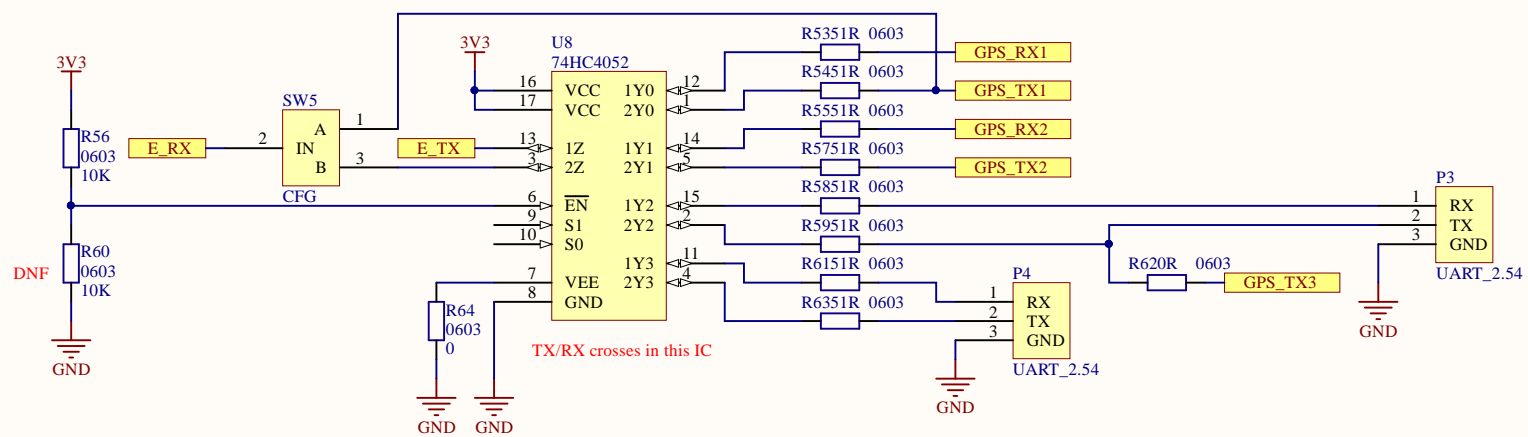 3V3
R56
0603
10K
DNF
R60
0603
10K
GND
E_RX
SW5
A
IN
B
CFG
1
2
3
E_TX
3V3
U8
74HC4052
16 VCC
17 VCC
13 1Z
3 2Z
6 EN
9 S1
10 S0
7 VEE
8 GND
1Y0 12
2Y0 1
1Y1 14
2Y1 5
1Y2 15
2Y2 2
1Y3 11
2Y3 4
R64
0603
0
GND
GND
TX/RX crosses in this IC
R5351R 0603
GPS_RX1
R5451R 0603
GPS_TX1
R5551R 0603
GPS_RX2
R5751R 0603
GPS_TX2
R5851R 0603
R5951R 0603
R6151R 0603
R6351R 0603
R620R 0603
GPS_TX3
P4
1 RX
2 TX
3 GND
UART_2.54
GND
P3
1 RX
2 TX
3 GND
UART_2.54
GND